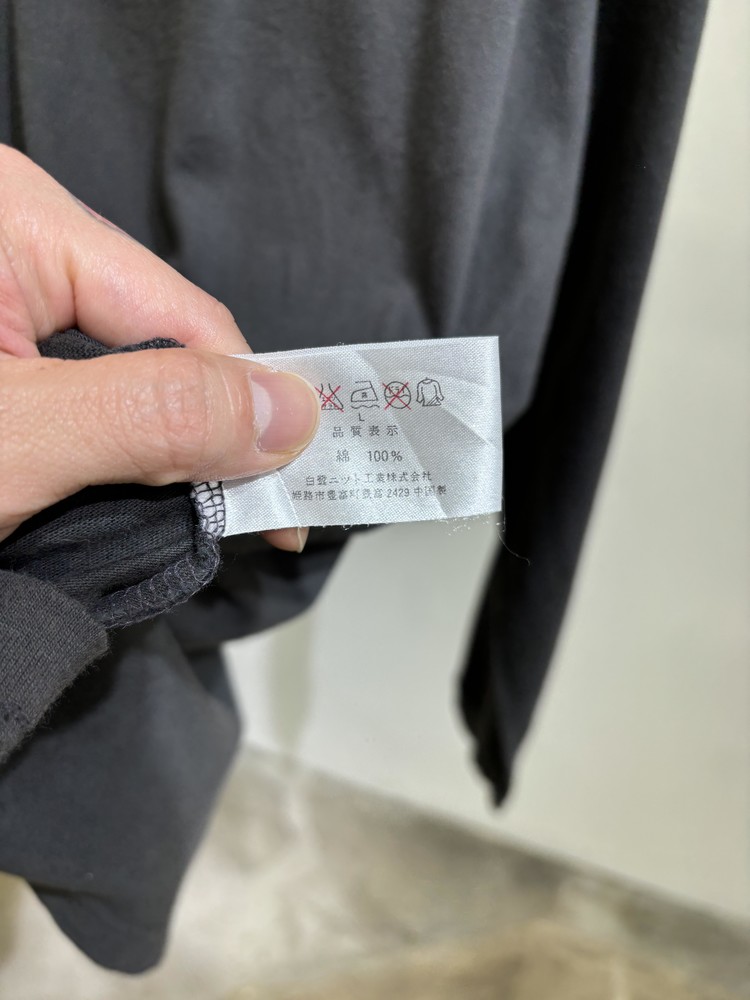 L
品質表示
綿 100%
白鷺ニット工業株式会社
姫路市豊富町豊富2429 中国製